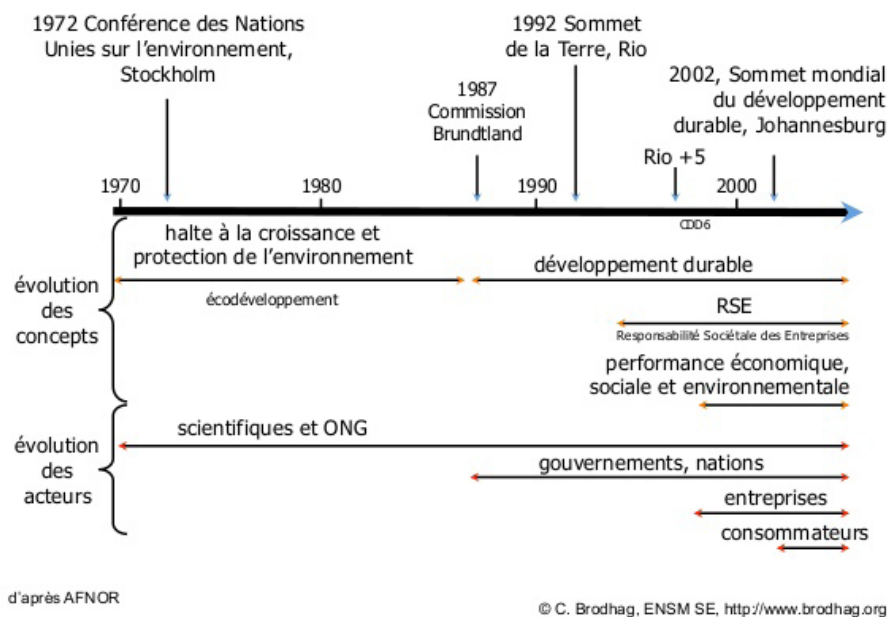 1972 Conférence des Nations
Unies sur l'environnement,
Stockholm
1987
Commission
Brundtland
1992 Sommet
de la Terre, Rio
2002, Sommet mondial
du développement
durable, Johannesburg
Rio +5
1970
1980
1990
2000
CDD6
évolution
des
concepts
halte à la croissance et
protection de l'environnement
écodéveloppement
développement durable
RSE
Responsabilité Sociétale des Entreprises
performance économique,
sociale et environnementale
évolution
des
acteurs
scientifiques et ONG
gouvernements, nations
entreprises
consommateurs
d'après AFNOR
© C. Brodhag, ENSM SE, http://www.brodhag.org